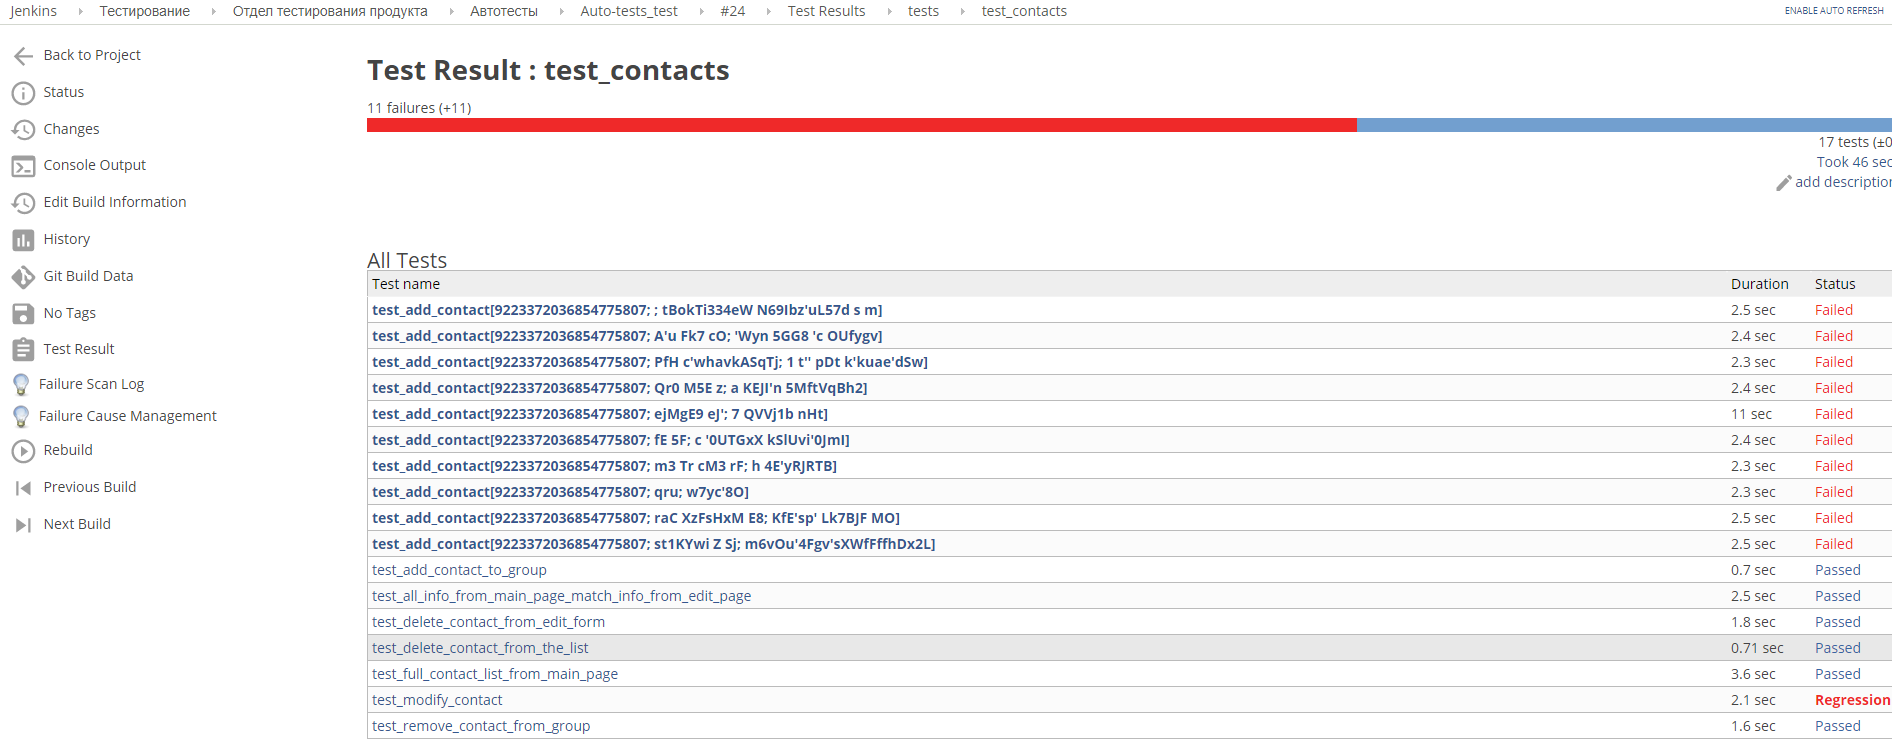 Jenkins Тестирование Отдел тестирования продукта Автотесты Auto-tests_test #24 Test Results tests test_contacts ENABLE AUTO REFRESH
Back to Project
Status
Changes
Console Output
Edit Build Information
History
Git Build Data
No Tags
Test Result
Failure Scan Log
Failure Cause Management
Rebuild
Previous Build
Next Build
Test Result : test_contacts
11 failures (+11)
17 tests (±0
Took 46 sec
add description
All Tests
Test name Duration Status
test_add_contact[9223372036854775807; ; tBokTi334eW N69Ibz'uL57d s m] 2.5 sec Failed
test_add_contact[9223372036854775807; A'u Fk7 cO; 'Wyn 5GG8 'c OUfygv] 2.4 sec Failed
test_add_contact[9223372036854775807; PfH c'whavkASqTj; 1 t'' pDt k'kuae'dSw] 2.3 sec Failed
test_add_contact[9223372036854775807; Qr0 M5E z; a KEJI'n 5MftVqBh2] 2.4 sec Failed
test_add_contact[9223372036854775807; ejMgE9 eJ'; 7 QVVj1b nHt] 11 sec Failed
test_add_contact[9223372036854775807; fE 5F; c '0UTGxX kSlUvi'0JmI] 2.4 sec Failed
test_add_contact[9223372036854775807; m3 Tr cM3 rF; h 4E'yRJRTB] 2.3 sec Failed
test_add_contact[9223372036854775807; qru; w7yc'8O] 2.3 sec Failed
test_add_contact[9223372036854775807; raC XzFsHxM E8; KfE'sp' Lk7BJF MO] 2.5 sec Failed
test_add_contact[9223372036854775807; st1KYwi Z Sj; m6vOu'4Fgv'sXWfFffhDx2L] 2.5 sec Failed
test_add_contact_to_group 0.7 sec Passed
test_all_info_from_main_page_match_info_from_edit_page 2.5 sec Passed
test_delete_contact_from_edit_form 1.8 sec Passed
test_delete_contact_from_the_list 0.71 sec Passed
test_full_contact_list_from_main_page 3.6 sec Passed
test_modify_contact 2.1 sec Regression
test_remove_contact_from_group 1.6 sec Passed